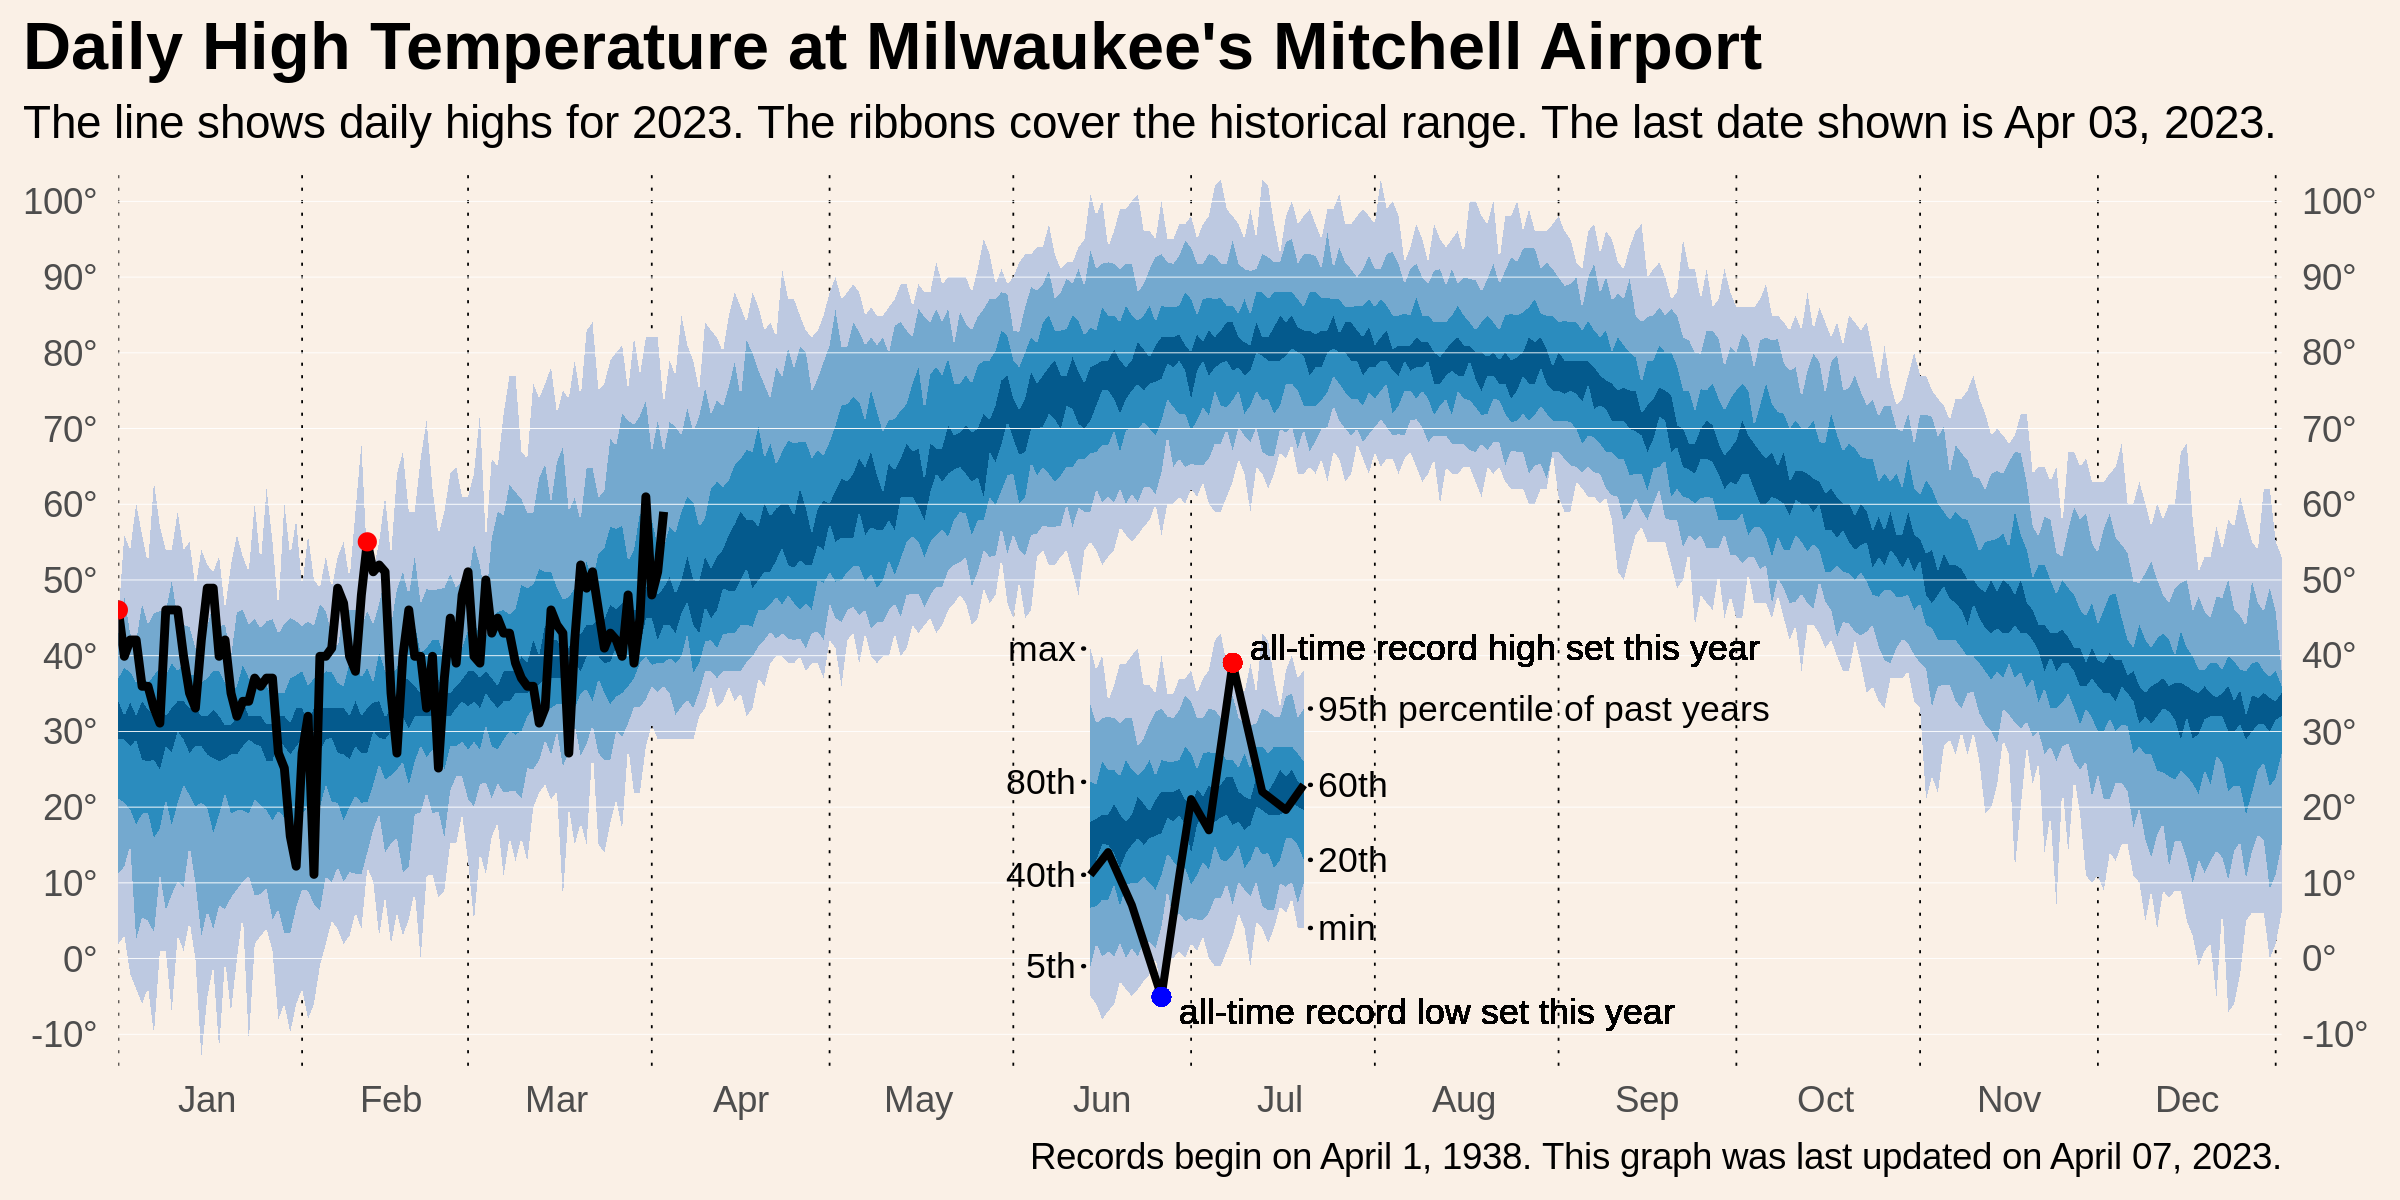 Daily High Temperature at Milwaukee's Mitchell Airport
The line shows daily highs for 2023. The ribbons cover the historical range. The last date shown is Apr 03, 2023.
100° 100°
90° 90°
80° 80°
70° 70°
60° 60°
50° 50°
max all-time record high set this year
40° 40°
95th percentile of past years
30° 30°
80th 60th
20° 20°
40th 20th
10° 10°
min
5th
0° 0°
all-time record low set this year
-10° -10°
Jan Feb Mar Apr May Jun Jul Aug Sep Oct Nov Dec
Records begin on April 1, 1938. This graph was last updated on April 07, 2023.